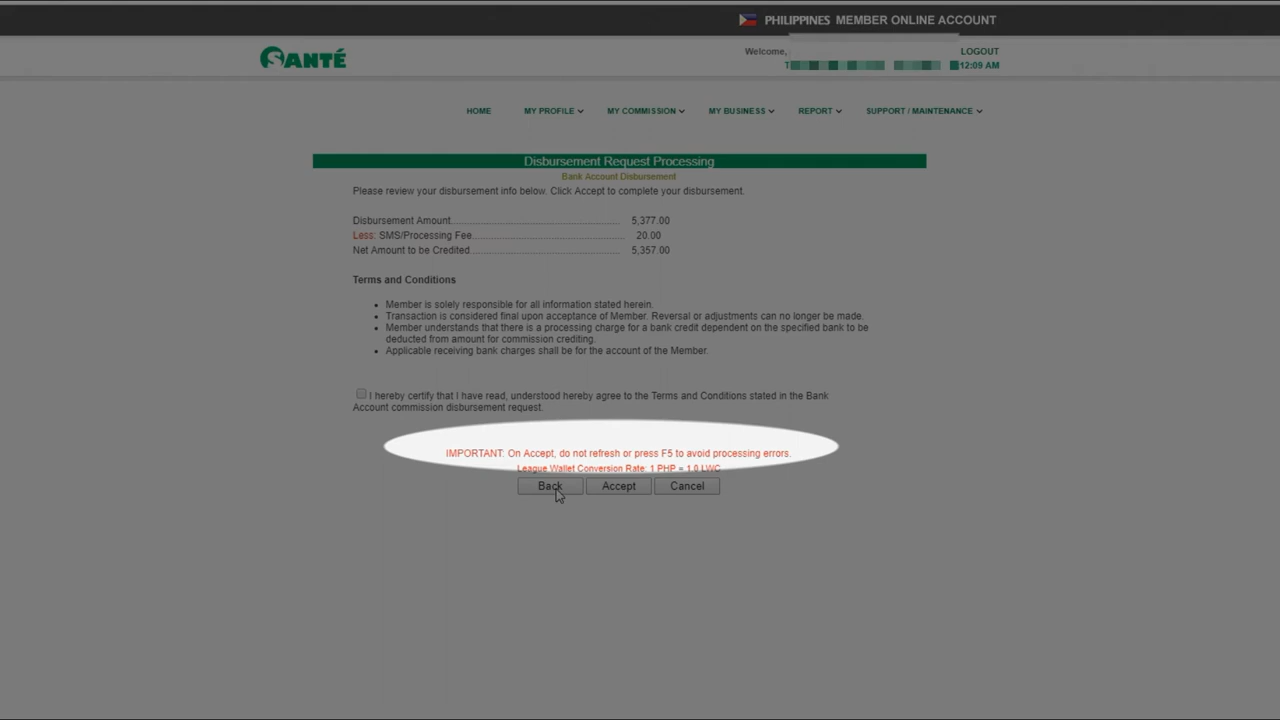 PHILIPPINES MEMBER ONLINE ACCOUNT
SANTÉ
Welcome,
LOGOUT
12:09 AM
HOME MY PROFILE MY COMMISSION MY BUSINESS REPORT SUPPORT / MAINTENANCE
Disbursement Request Processing
Bank Account Disbursement
Please review your disbursement info below. Click Accept to complete your disbursement.
Disbursement Amount 5,377.00
Less: SMS/Processing Fee 20.00
Net Amount to be Credited 5,357.00
Terms and Conditions
• Member is solely responsible for all information stated herein.
• Transaction is considered final upon acceptance of Member. Reversal or adjustments can no longer be made.
• Member understands that there is a processing charge for a bank credit dependent on the specified bank to be
deducted from amount for commission crediting.
• Applicable receiving bank charges shall be for the account of the Member.
I hereby certify that I have read, understood hereby agree to the Terms and Conditions stated in the Bank
Account commission disbursement request.
IMPORTANT: On Accept, do not refresh or press F5 to avoid processing errors.
League Wallet Conversion Rate: 1 PHP = 1.0 LWC
Back Accept Cancel